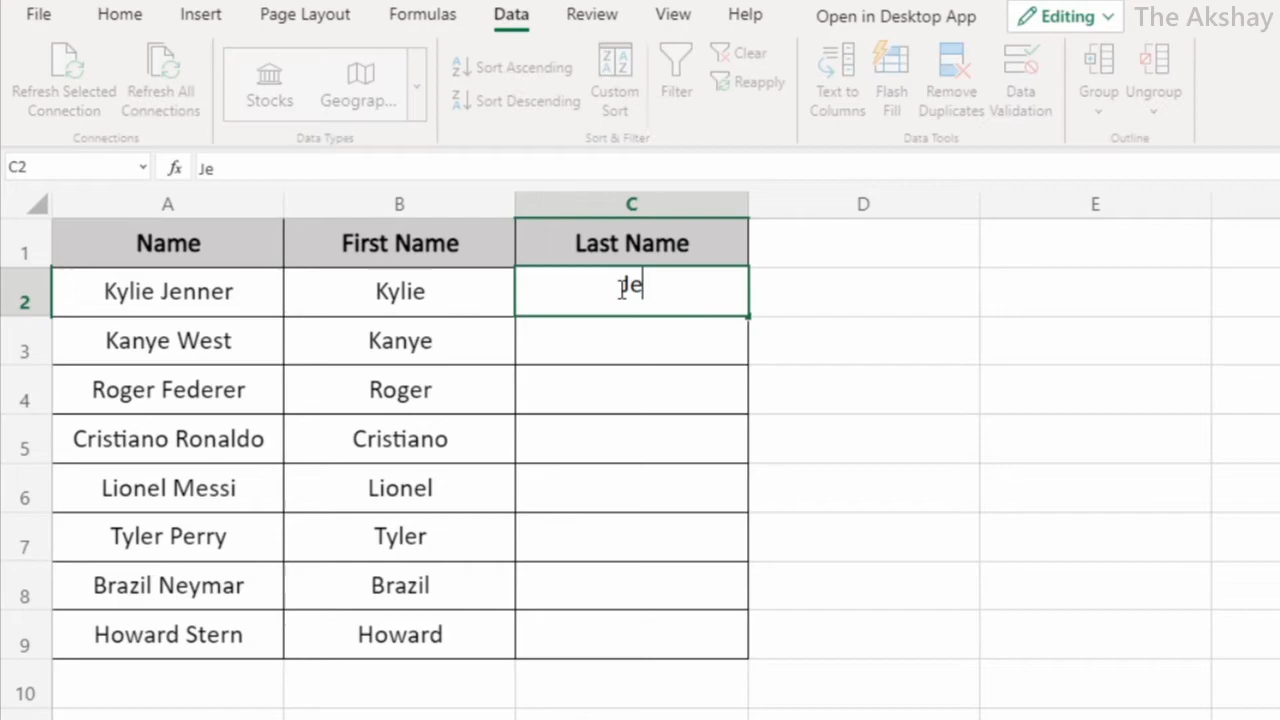 File Home Insert Page Layout Formulas Data Review View Help Open in Desktop App Editing The Akshay
Refresh Selected Connection Refresh All Connections Stocks Geograp... Sort Ascending Sort Descending Custom Sort Filter Clear Reapply Text to Columns Flash Fill Remove Duplicates Data Validation Group Ungroup
Connections Data Types Sort & Filter Data Tools Outline
C2 fx Je
A B C D E
1 Name First Name Last Name
2 Kylie Jenner Kylie Je
3 Kanye West Kanye
4 Roger Federer Roger
5 Cristiano Ronaldo Cristiano
6 Lionel Messi Lionel
7 Tyler Perry Tyler
8 Brazil Neymar Brazil
9 Howard Stern Howard
10